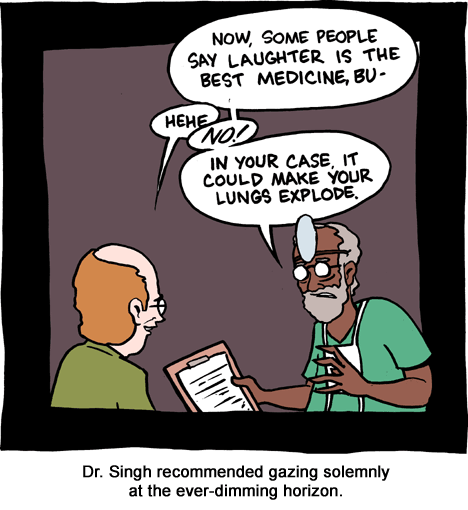 NOW, SOME PEOPLE
SAY LAUGHTER IS THE
BEST MEDICINE, BU-
HEHE
NO!
IN YOUR CASE, IT
COULD MAKE YOUR
LUNGS EXPLODE.
Dr. Singh recommended gazing solemnly
at the ever-dimming horizon.